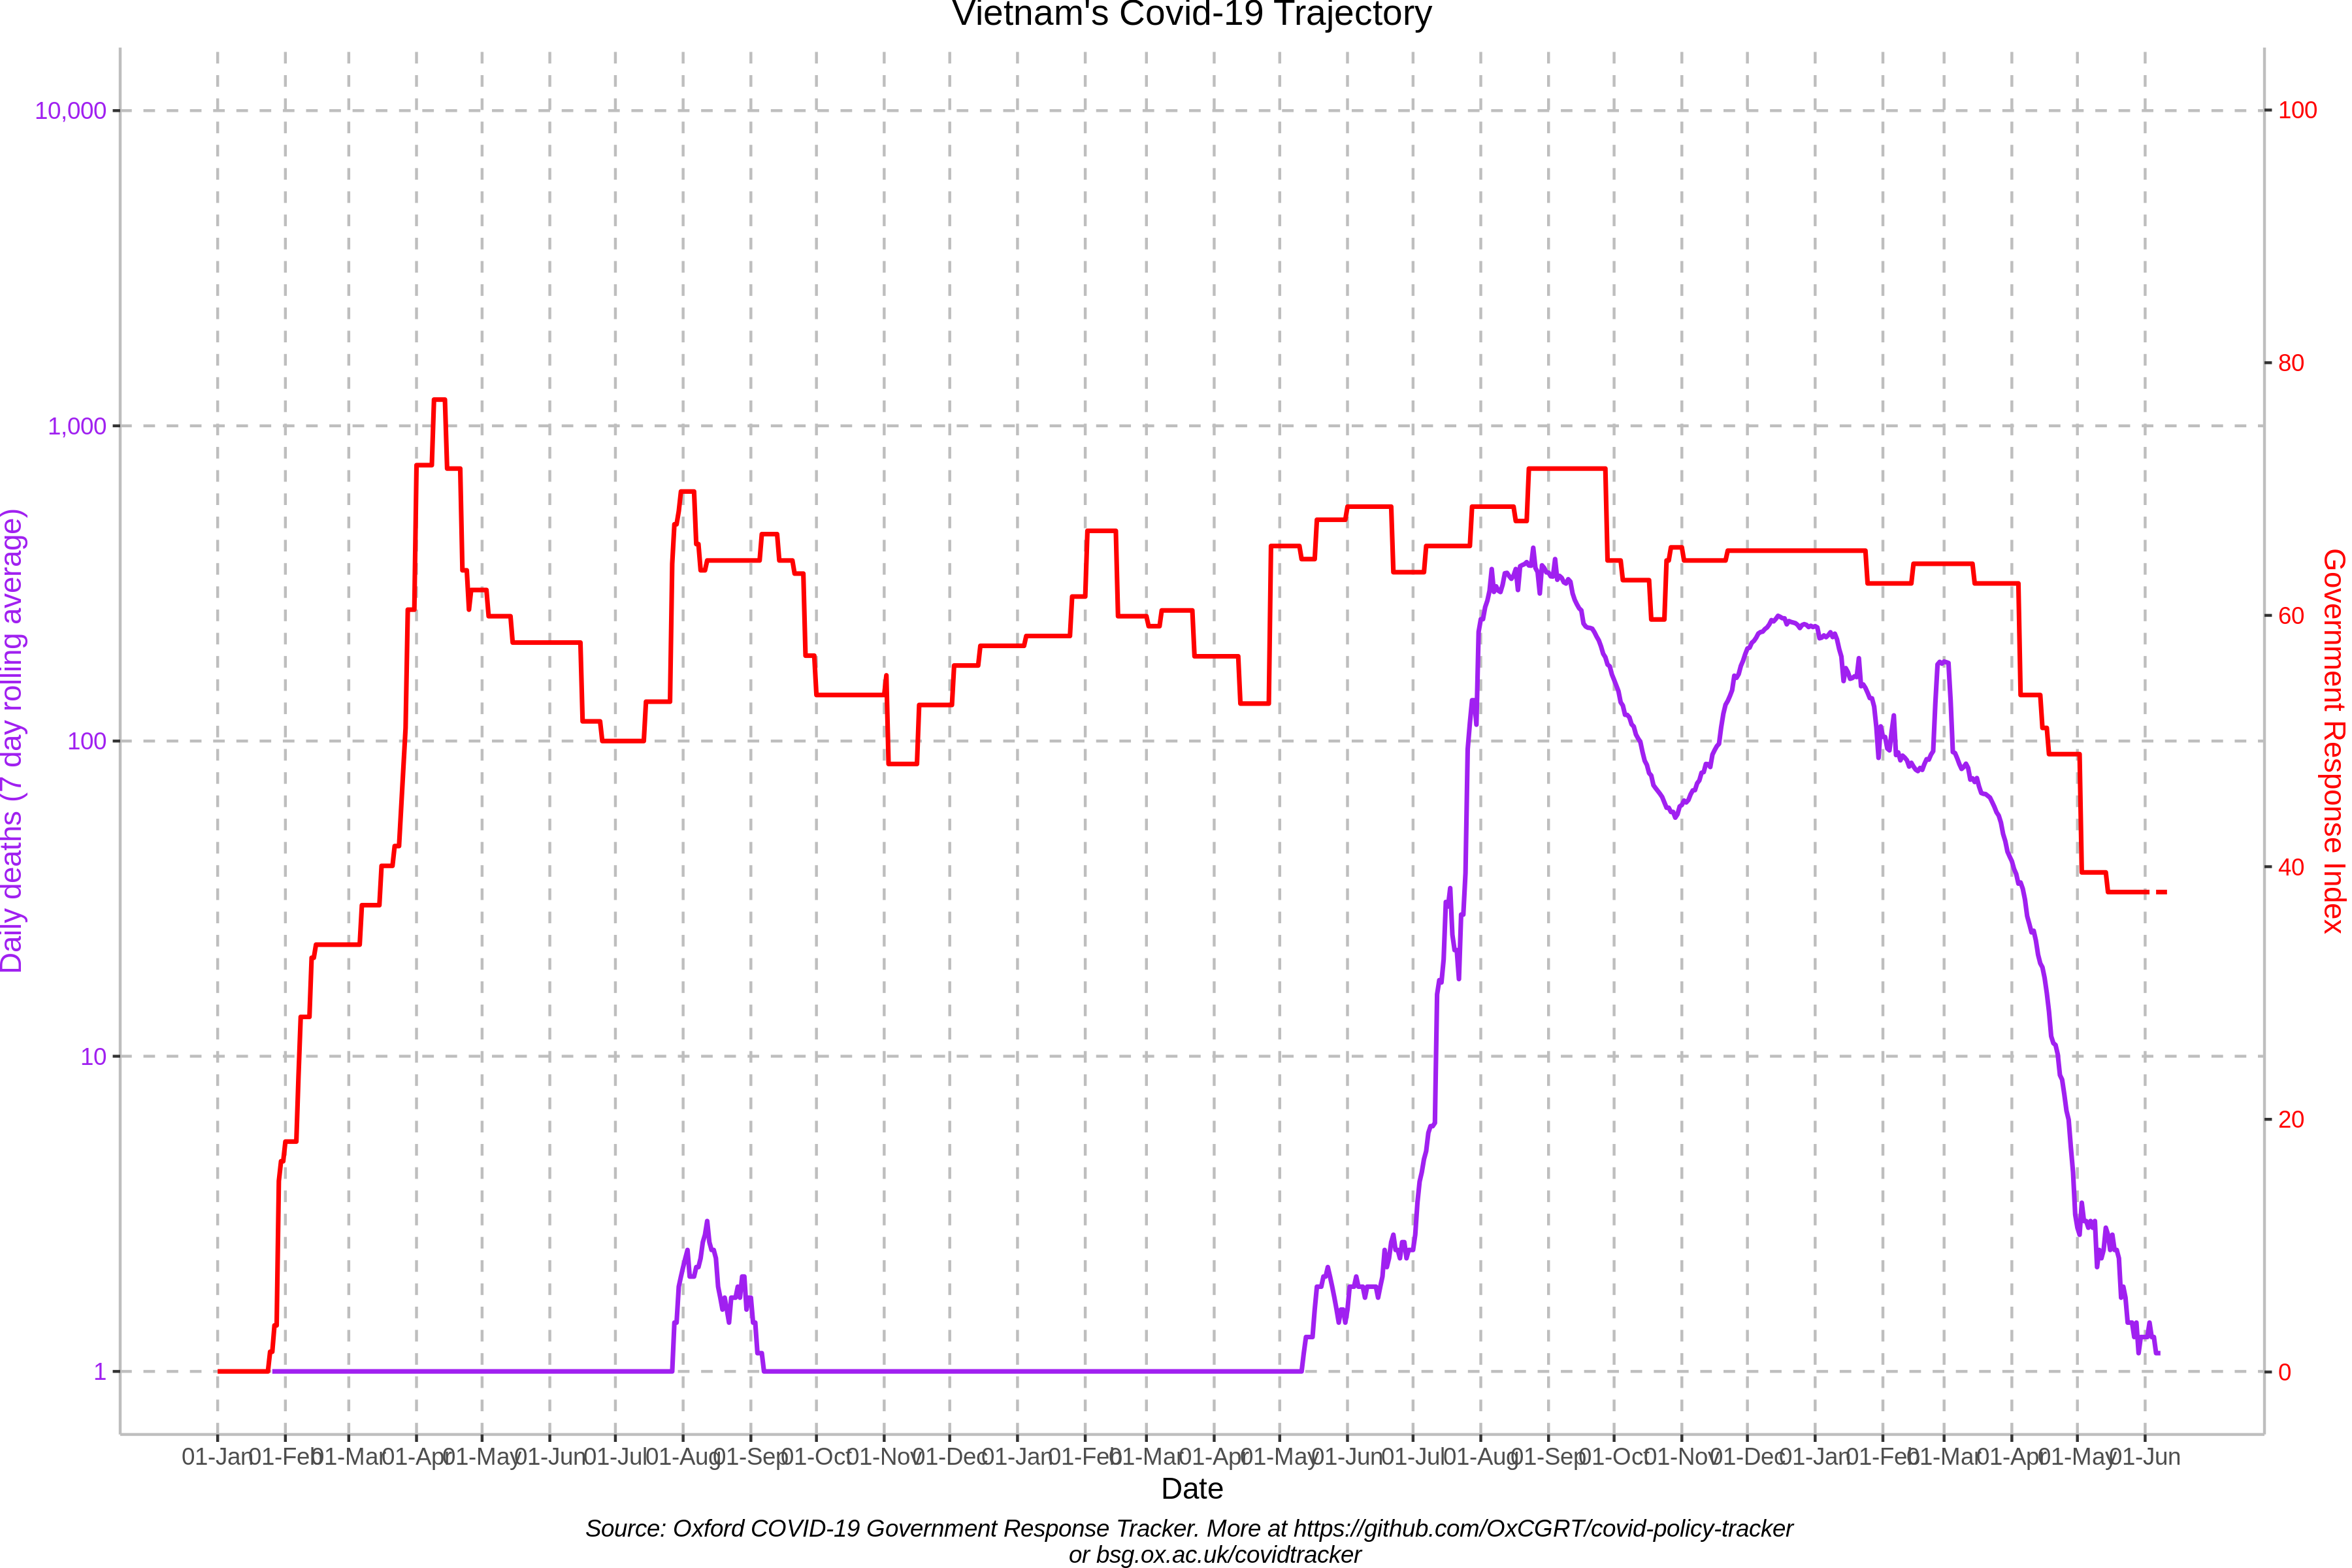 Vietnam's Covid-19 Trajectory
Daily deaths (7 day rolling average)
10,000
1,000
100
10
1
Government Response Index
100
80
60
40
20
0
01-Jan 01-Feb 01-Mar 01-Apr 01-May 01-Jun 01-Jul 01-Aug 01-Sep 01-Oct 01-Nov 01-Dec 01-Jan 01-Feb 01-Mar 01-Apr 01-May 01-Jun 01-Jul 01-Aug 01-Sep 01-Oct 01-Nov 01-Dec 01-Jan 01-Feb 01-Mar 01-Apr 01-May 01-Jun
Date
Source: Oxford COVID-19 Government Response Tracker. More at https://github.com/OxCGRT/covid-policy-tracker
or bsg.ox.ac.uk/covidtracker